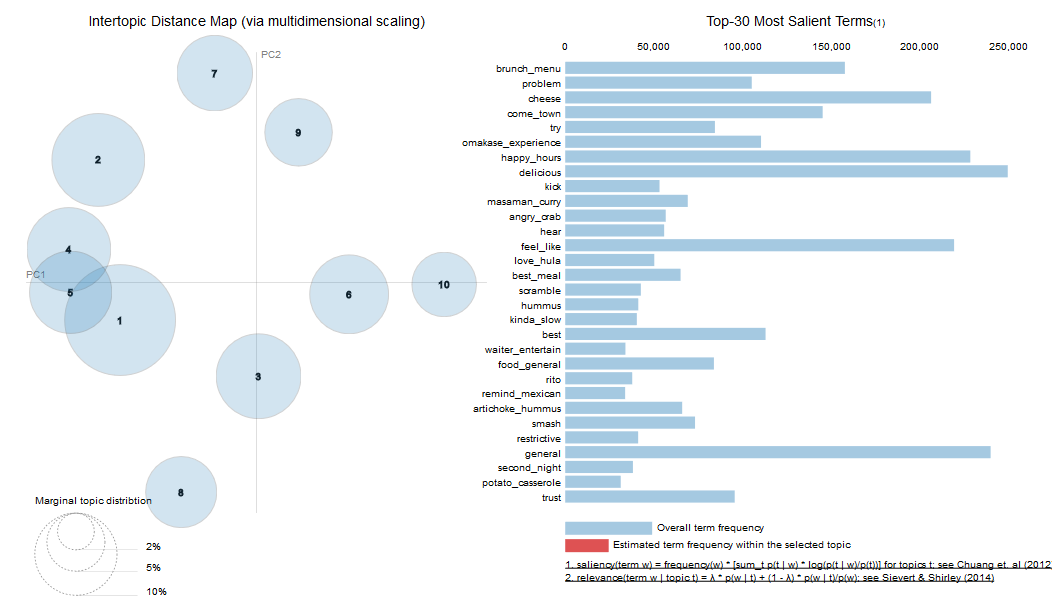 Intertopic Distance Map (via multidimensional scaling)
PC2
PC1
7
9
2
4
5
1
6
10
3
8
Marginal topic distribtion
2%
5%
10%
Top-30 Most Salient Terms(1)
0 50,000 100,000 150,000 200,000 250,000
brunch_menu
problem
cheese
come_town
try
omakase_experience
happy_hours
delicious
kick
masaman_curry
angry_crab
hear
feel_like
love_hula
best_meal
scramble
hummus
kinda_slow
best
waiter_entertain
food_general
rito
remind_mexican
artichoke_hummus
smash
restrictive
general
second_night
potato_casserole
trust
Overall term frequency
Estimated term frequency within the selected topic
1. saliency(term w) = frequency(w) * [sum_t p(t | w) * log(p(t | w)/p(t))] for topics t; see Chuang et. al (2012
2. relevance(term w | topic t) = λ * p(w | t) + (1 - λ) * p(w | t)/p(w); see Sievert & Shirley (2014)